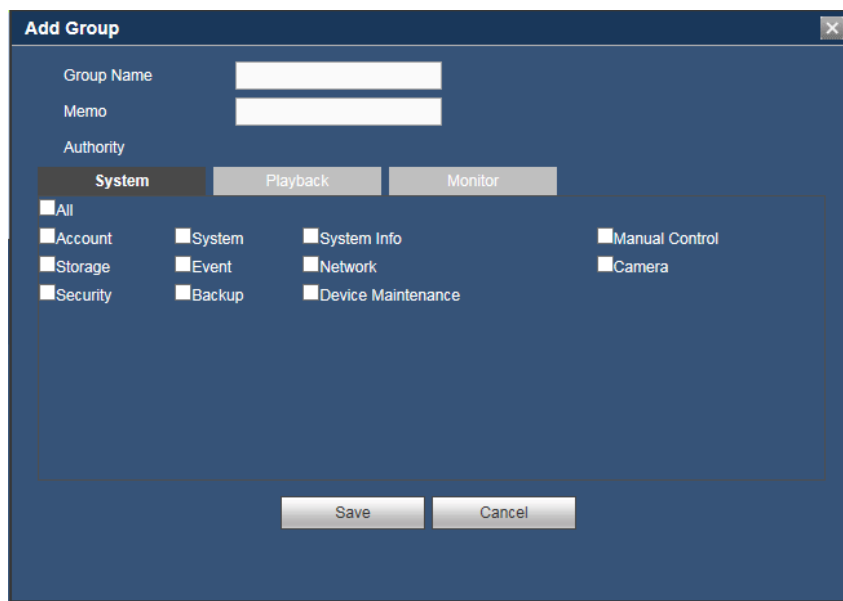 Add Group
Group Name
Memo
Authority
System Playback Monitor
All
Account System System Info Manual Control
Storage Event Network Camera
Security Backup Device Maintenance
Save Cancel